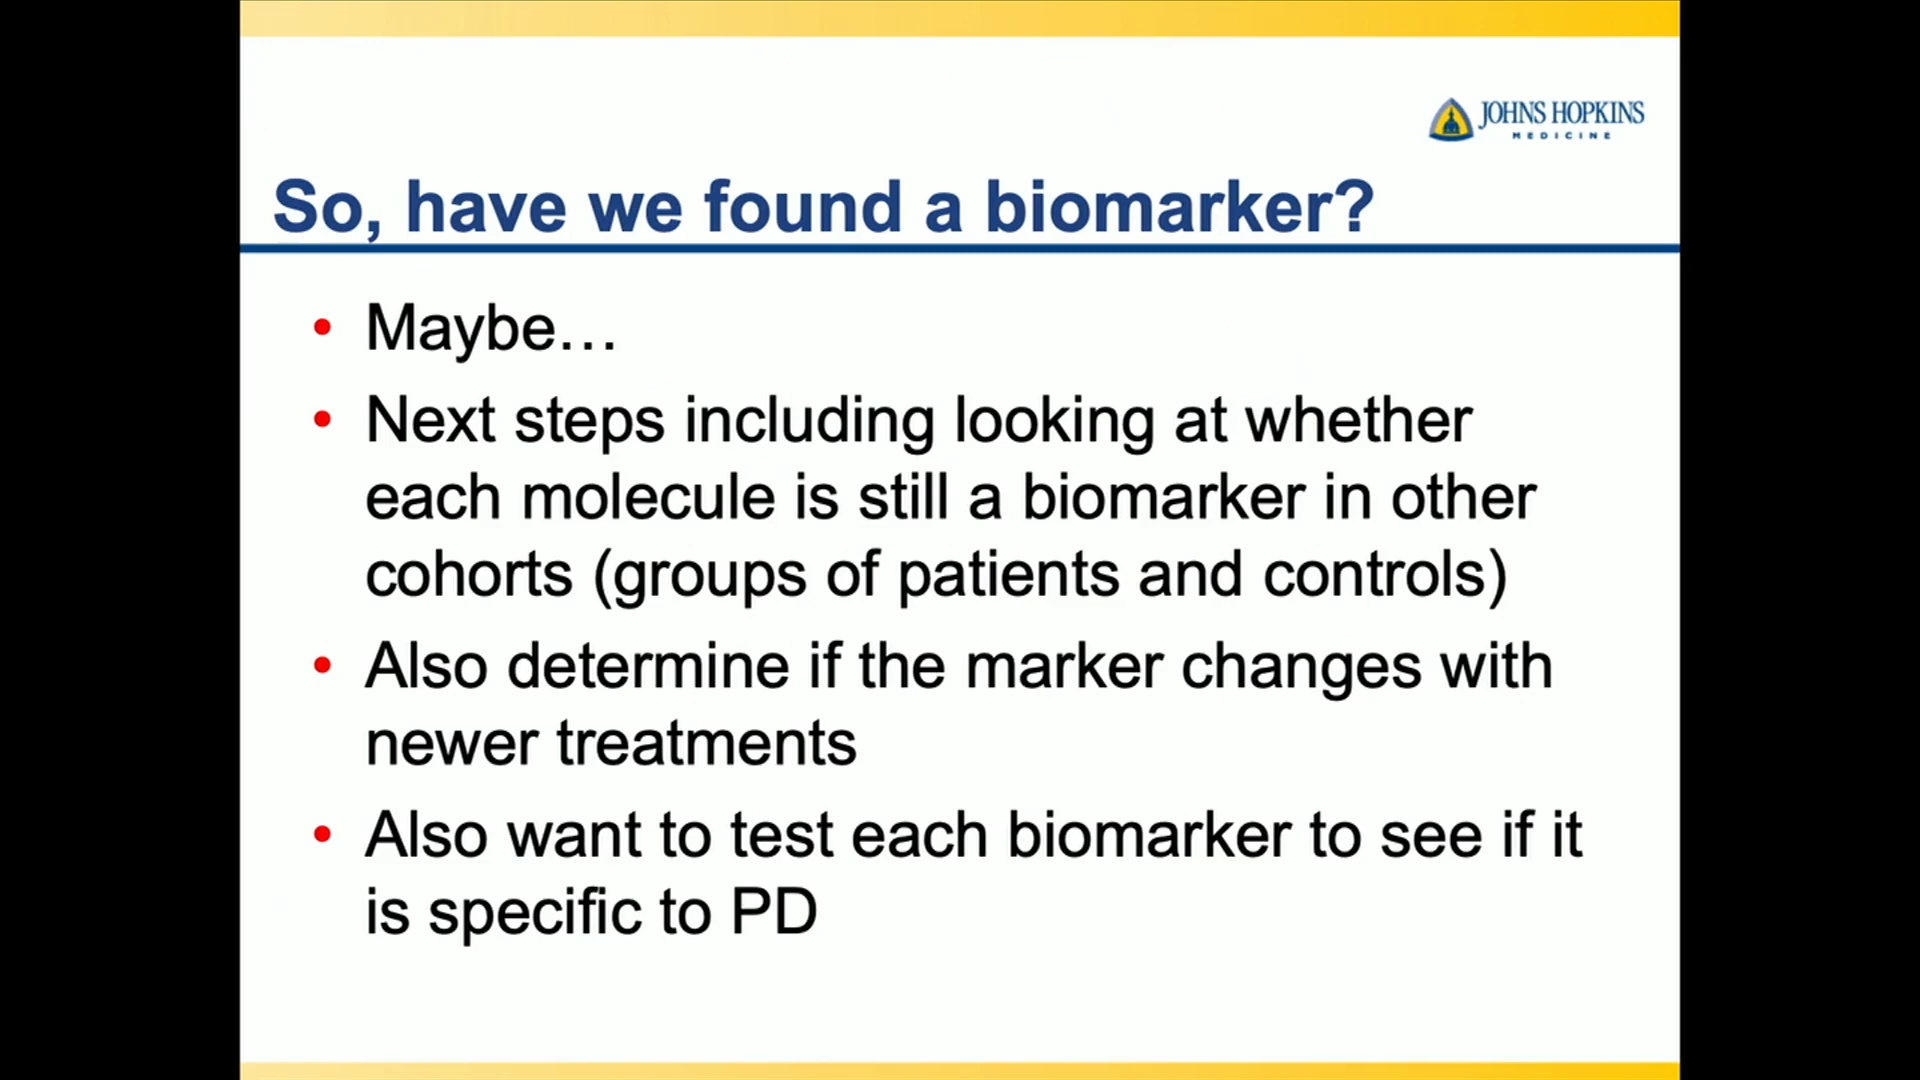 JOHNS HOPKINS
MEDICINE
So, have we found a biomarker?
• Maybe…
• Next steps including looking at whether
each molecule is still a biomarker in other
cohorts (groups of patients and controls)
• Also determine if the marker changes with
newer treatments
• Also want to test each biomarker to see if it
is specific to PD